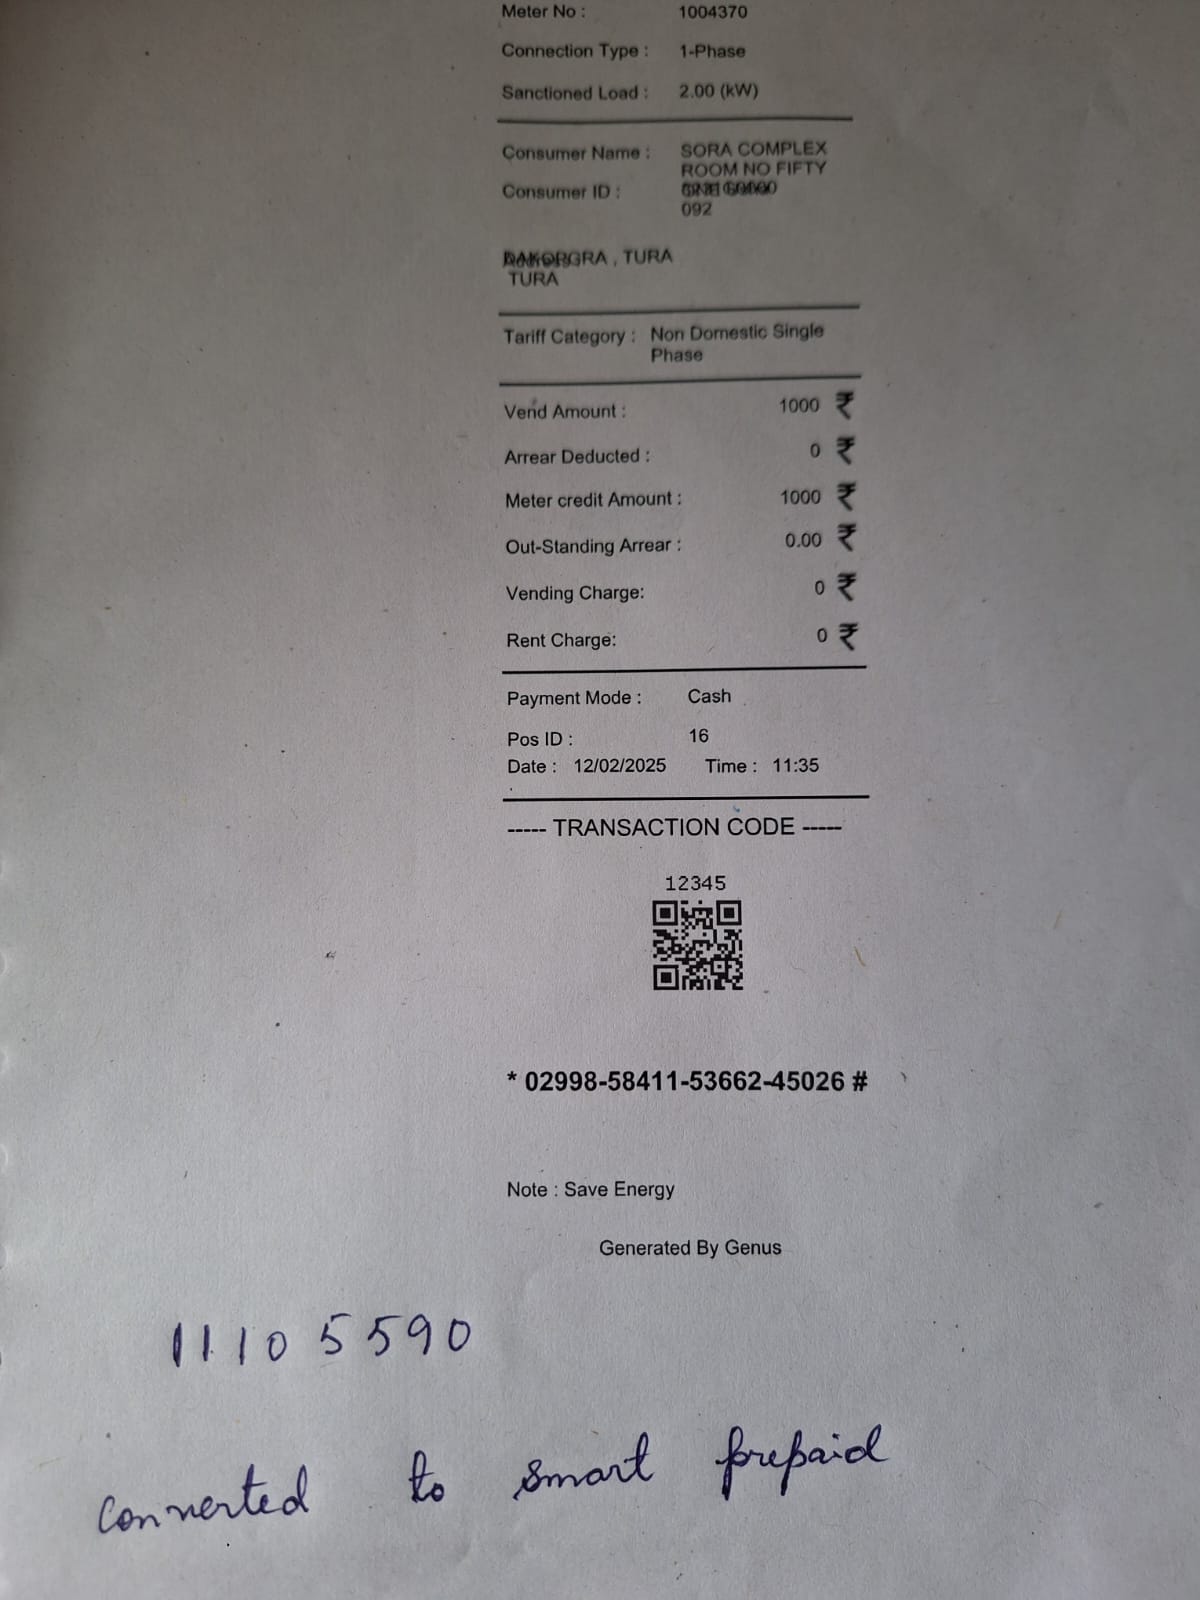 Meter No : 1004370
Connection Type : 1-Phase
Sanctioned Load : 2.00 (kW)
Consumer Name : SORA COMPLEX
ROOM NO FIFTY
Consumer ID :
092
, TURA
TURA
Tariff Category : Non Domestic Single
Phase
Vend Amount : 1000 ₹
Arrear Deducted : 0 ₹
Meter credit Amount : 1000 ₹
Out-Standing Arrear : 0.00 ₹
Vending Charge: 0 ₹
Rent Charge: 0 ₹
Payment Mode : Cash
Pos ID : 16
Date : 12/02/2025 Time : 11:35
----- TRANSACTION CODE -----
12345
* 02998-58411-53662-45026 #
Note : Save Energy
Generated By Genus
11105590
converted to smart prepaid